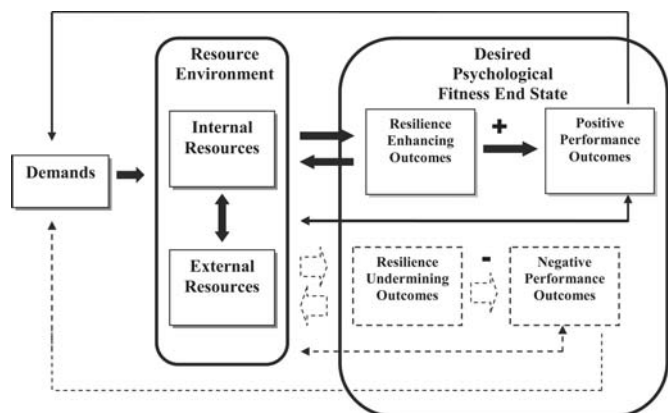 Resource
Environment
Desired
Psychological
Fitness End State
Internal
Resources
Resilience
Enhancing
Outcomes
+
Positive
Performance
Outcomes
Demands
External
Resources
Resilience
Undermining
Outcomes
-
Negative
Performance
Outcomes